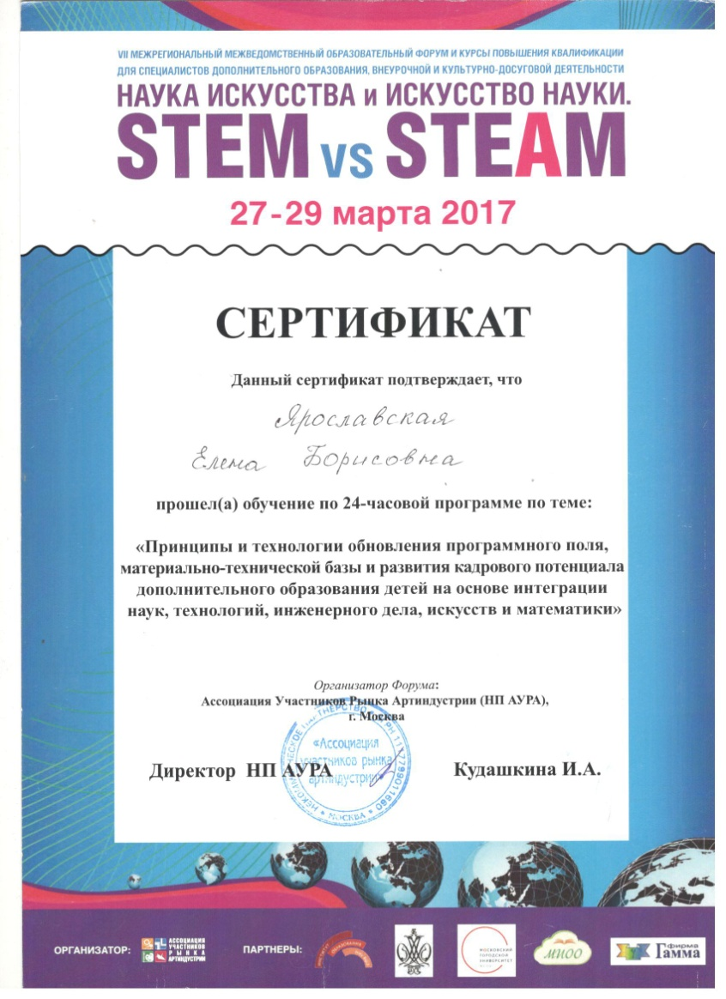 VII МЕЖРЕГИОНАЛЬНЫЙ МЕЖВЕДОМСТВЕННЫЙ ОБРАЗОВАТЕЛЬНЫЙ ФОРУМ И КУРСЫ ПОВЫШЕНИЯ КВАЛИФИКАЦИИ
ДЛЯ СПЕЦИАЛИСТОВ ДОПОЛНИТЕЛЬНОГО ОБРАЗОВАНИЯ, ВНЕУРОЧНОЙ И КУЛЬТУРНО-ДОСУГОВОЙ ДЕЯТЕЛЬНОСТИ
НАУКА ИСКУССТВА и ИСКУССТВО НАУКИ.
STEM vs STEAM
27-29 марта 2017
СЕРТИФИКАТ
Данный сертификат подтверждает, что
Ярославская
Елена Борисовна
прошел(а) обучение по 24-часовой программе по теме:
«Принципы и технологии обновления программного поля,
материально-технической базы и развития кадрового потенциала
дополнительного образования детей на основе интеграции
наук, технологий, инженерного дела, искусств и математики»
Организатор Форума:
Ассоциация Участников Рынка Артиндустрии (НП АУРА),
г. Москва
«Ассоциация
участников рынка
артиндустрии»
МОСКВА
Директор НП АУРА
Кудашкина И.А.
ОРГАНИЗАТОР:
АССОЦИАЦИЯ
УЧАСТНИКОВ
РЫНКА
АРТИНДУСТРИИ
ПАРТНЕРЫ:
МОСКОВСКИЙ
ГОРОДСКОЙ
УНИВЕРСИТЕТ
МИОО
фирма
Гамма